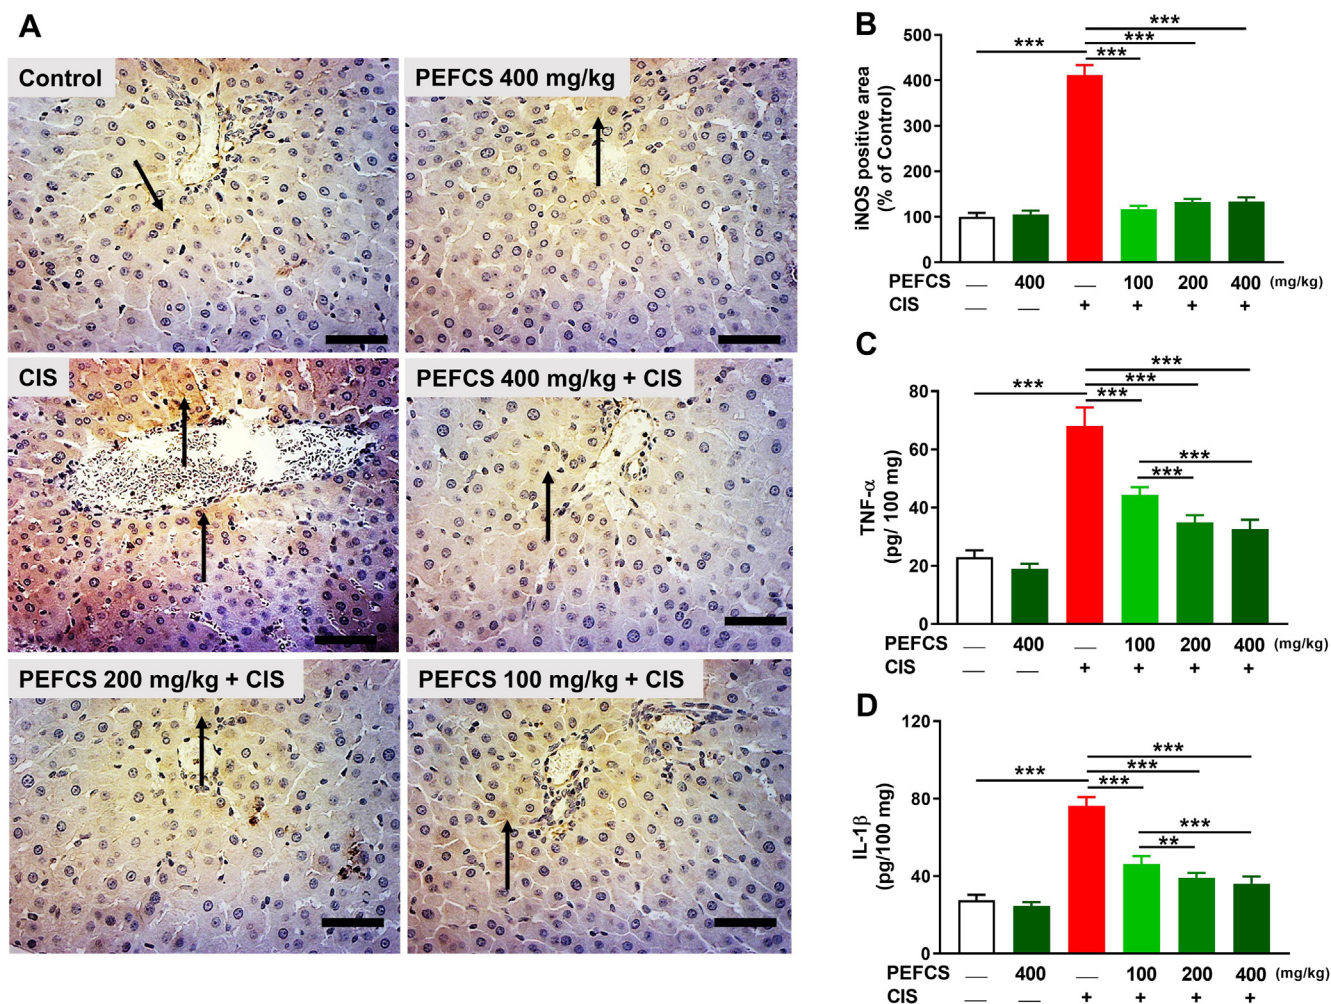 A
Control
PEFCS 400 mg/kg
CIS
PEFCS 400 mg/kg + CIS
PEFCS 200 mg/kg + CIS
PEFCS 100 mg/kg + CIS
B
iNOS positive area
(% of Control)
500
400
300
200
100
0
***
***
***
***
PEFCS — 400 — 100 200 400 (mg/kg)
CIS — — + + + +
C
TNF-α
(pg/ 100 mg)
80
60
40
20
0
***
***
***
***
***
***
PEFCS — 400 — 100 200 400 (mg/kg)
CIS — — + + + +
D
IL-1β
(pg/100 mg)
120
80
40
0
***
***
***
***
***
**
PEFCS — 400 — 100 200 400 (mg/kg)
CIS — — + + + +